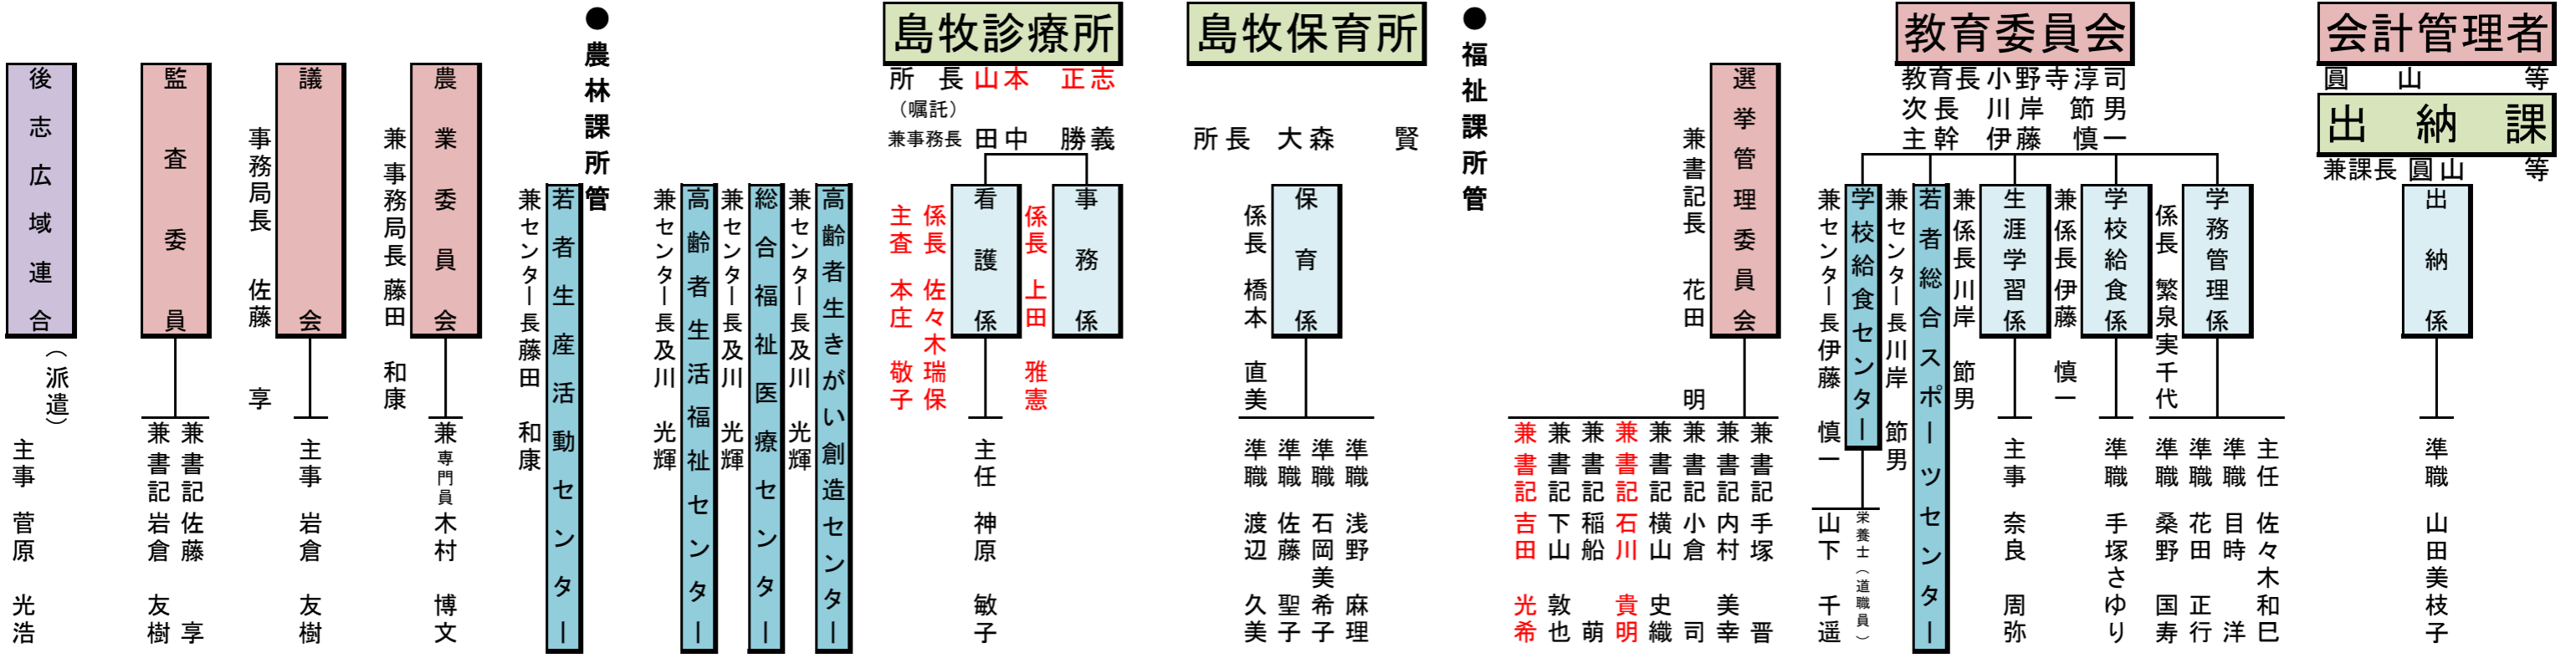 会計管理者
圓山 等
出納課
兼課長 圓山 等
出納係
準職 山田美枝子
教育委員会
教育長 小野寺 淳司
次長 川岸 節男
主幹 伊藤 慎一
学務管理係
係長 繁泉実千代
主任 佐々木和巳
準職 目時 洋
準職 花田 正行
準職 桑野 国寿
学校給食係
兼係長 伊藤 慎一
準職 手塚さゆり
生涯学習係
兼係長 川岸 節男
主事 奈良 周弥
若者総合スポーツセンター
兼センター長 川岸 節男
学校給食センター
兼センター長 伊藤 慎一
栄養士(道職員)
山下 千遥
選挙管理委員会
兼書記長 花田 明
兼書記 手塚 晋
兼書記 内村 美幸
兼書記 小倉 司
兼書記 横山 史織
兼書記 石川 貴明
兼書記 稲船 萌
兼書記 下山 敦也
兼書記 吉田 光希
●福祉課所管
島牧保育所
所長 大森 賢
保育係
係長 橋本 直美
準職 浅野 麻理
準職 石岡美希子
準職 佐藤 聖子
準職 渡辺 久美
島牧診療所
所長 山本 正志
(嘱託)
兼事務長 田中 勝義
事務係
係長 上田 雅憲
看護係
係長 佐々木瑞保
主査 本庄 敬子
主任 神原 敏子
高齢者生きがい創造センター
兼センター長 及川 光輝
総合福祉医療センター
兼センター長 及川 光輝
高齢者生活福祉センター
兼センター長 及川 光輝
●農林課所管
若者生産活動センター
兼センター長 藤田 和康
農業委員会
兼事務局長 藤田 和康
兼専門員 木村 博文
議会
事務局長 佐藤 享
主事 岩倉 友樹
監査委員
兼書記 佐藤 享
兼書記 岩倉 友樹
後志広域連合
(派遣)
主事 菅原 光浩